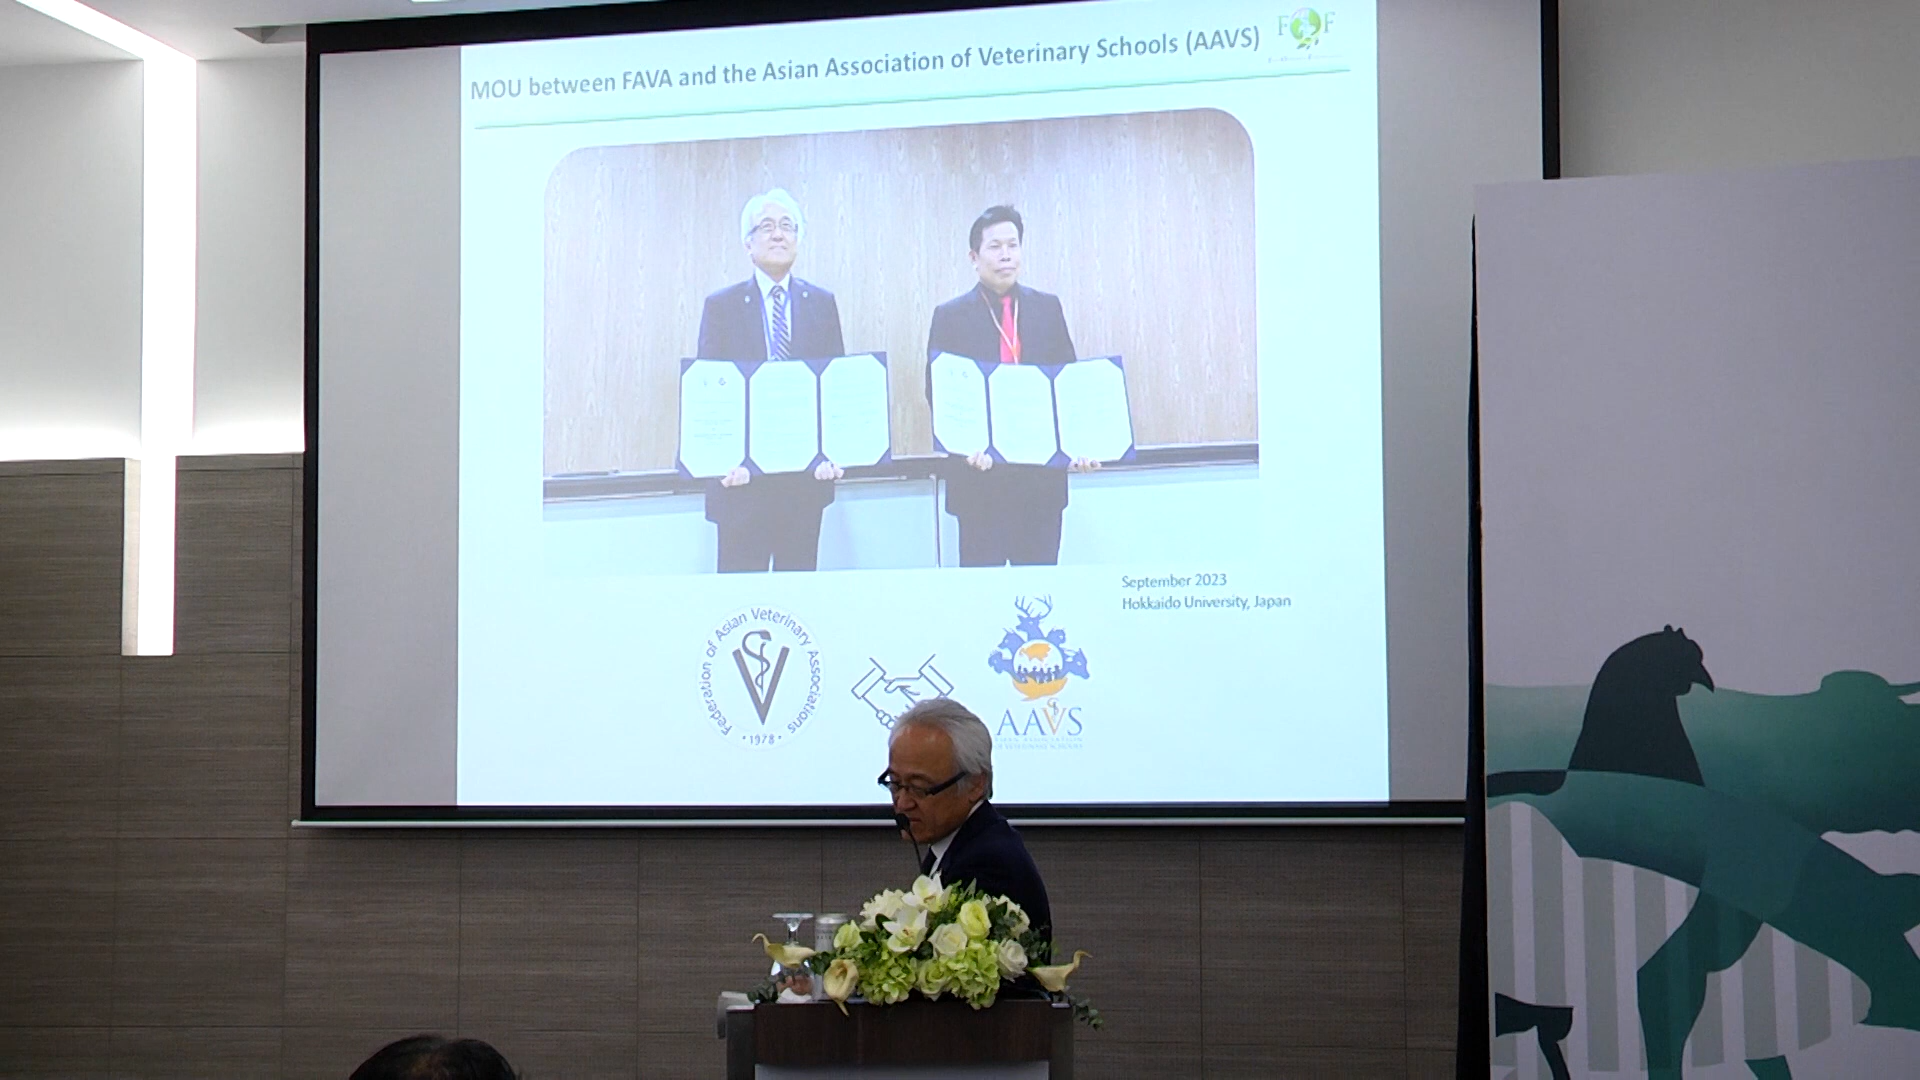 MOU between FAVA and the Asian Association of Veterinary Schools (AAVS)
F F
September 2023
Hokkaido University, Japan
Federation of Asian Veterinary Associations
• 1978 •
V
AAVS